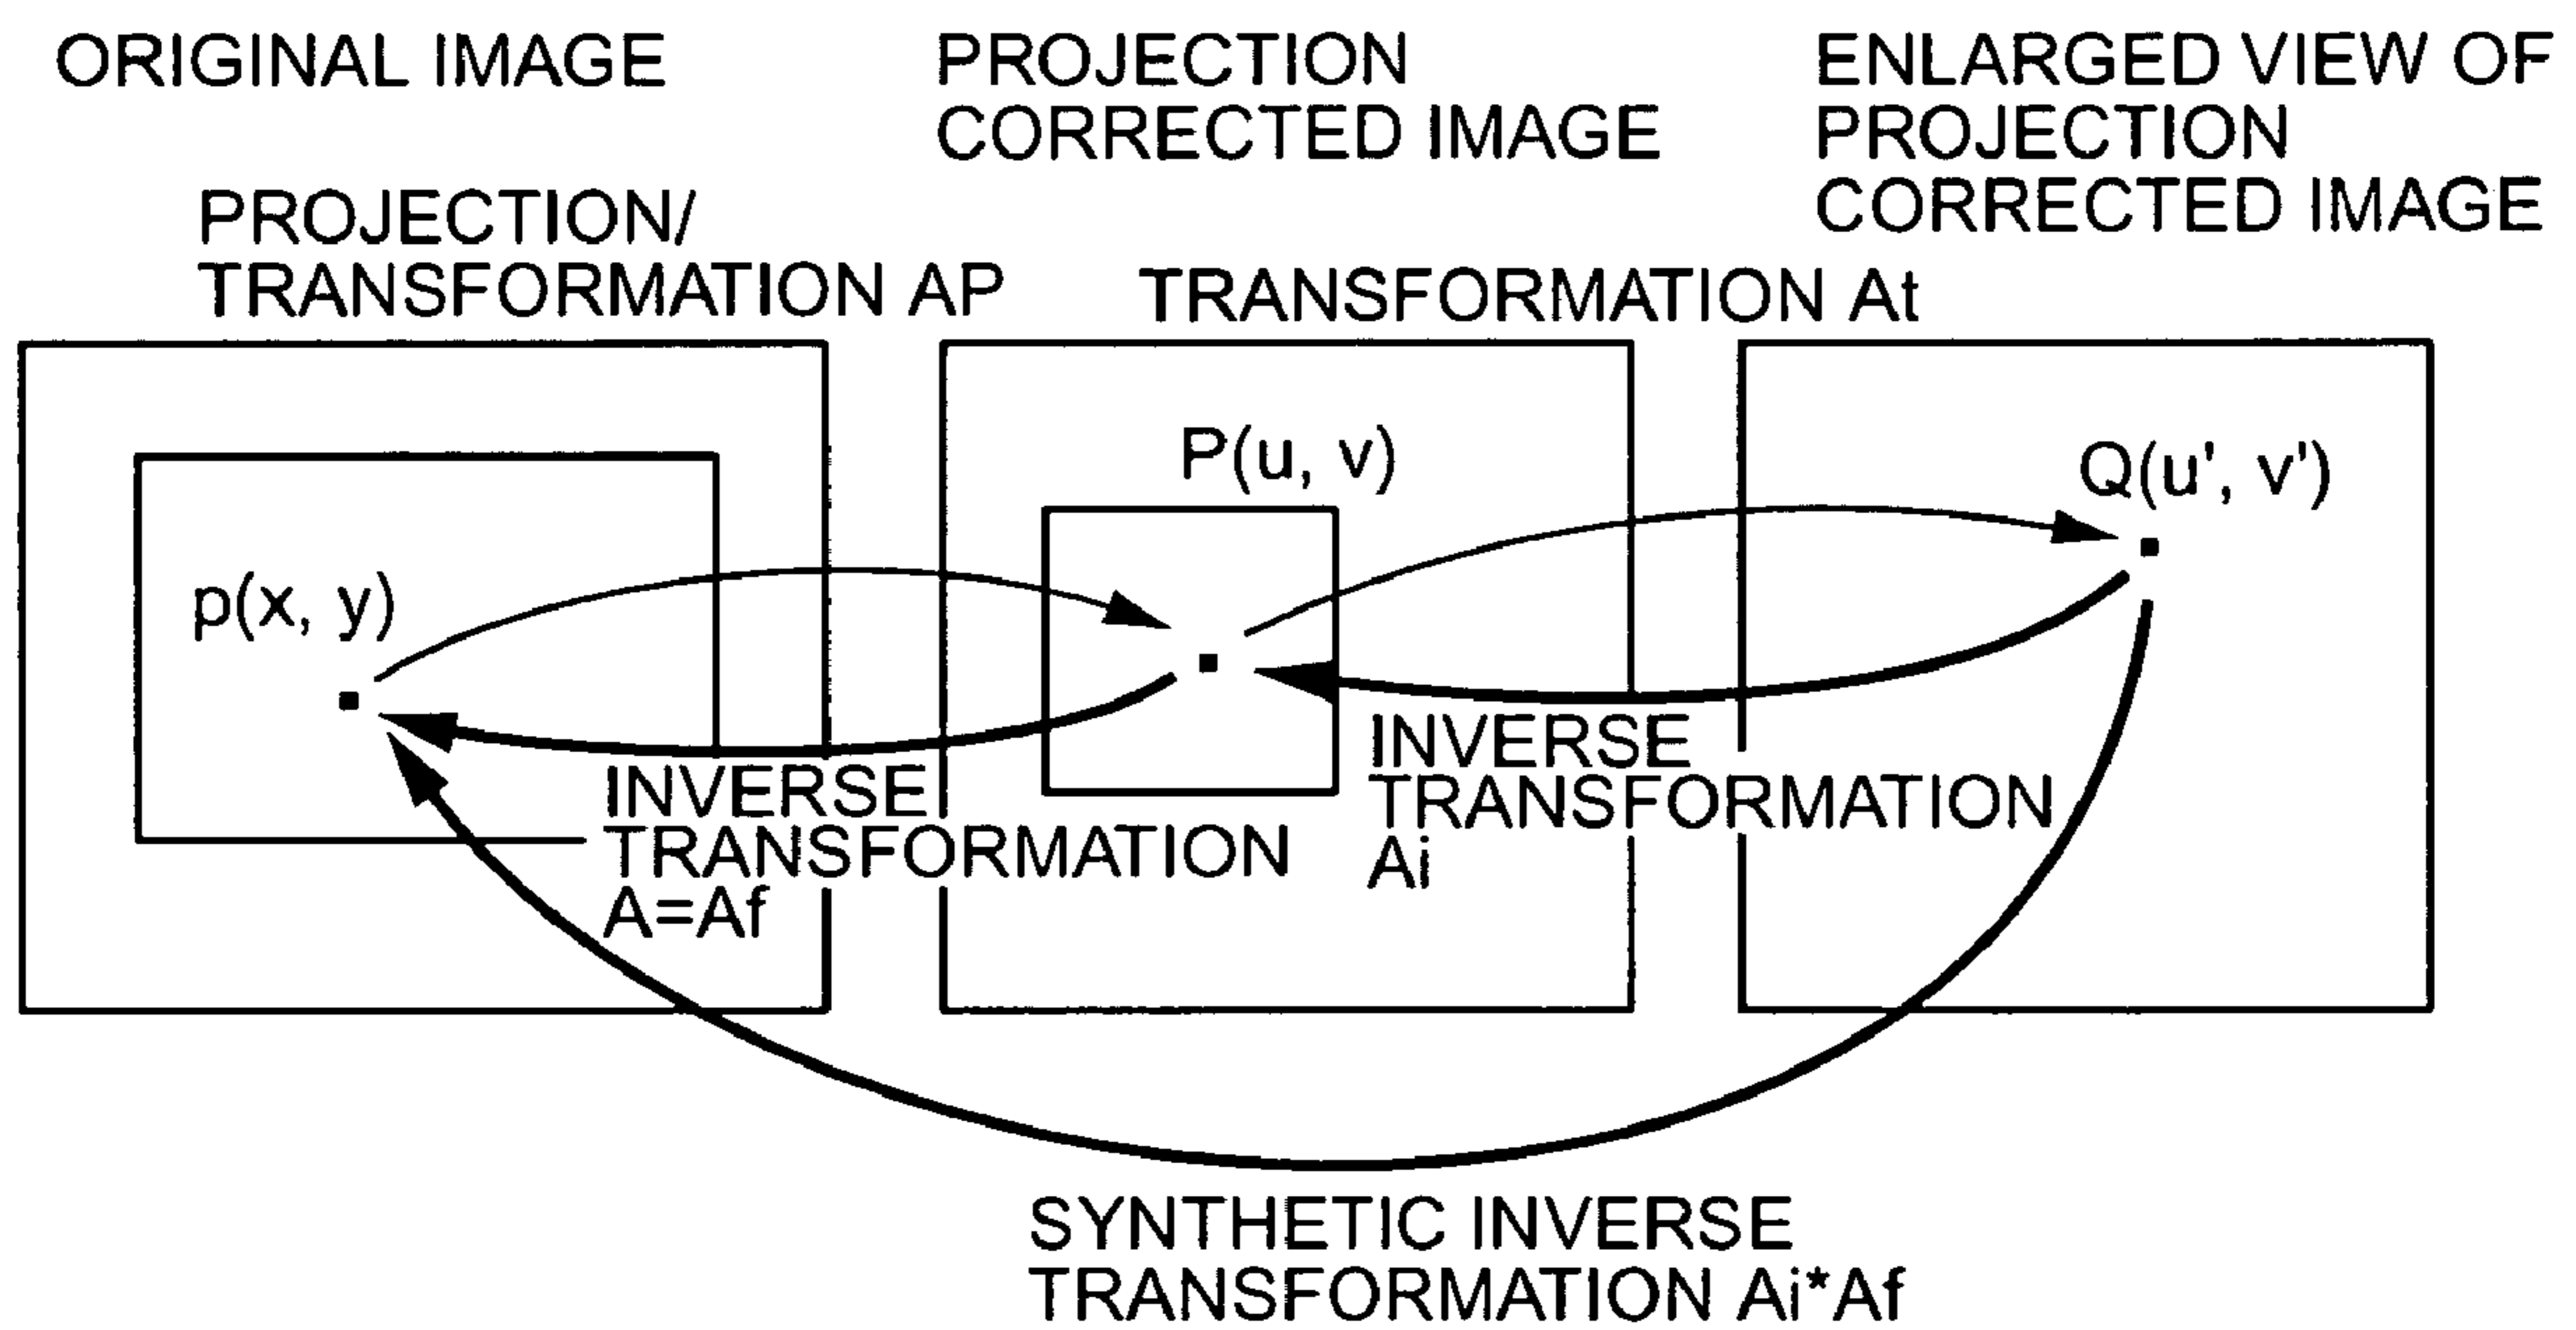 ORIGINAL IMAGE
PROJECTION
CORRECTED IMAGE
ENLARGED VIEW OF
PROJECTION
CORRECTED IMAGE
PROJECTION/
TRANSFORMATION AP
TRANSFORMATION At
p(x, y)
P(u, v)
Q(u', v')
INVERSE
TRANSFORMATION
A=Af
INVERSE
TRANSFORMATION
Ai
SYNTHETIC INVERSE
TRANSFORMATION Ai*Af